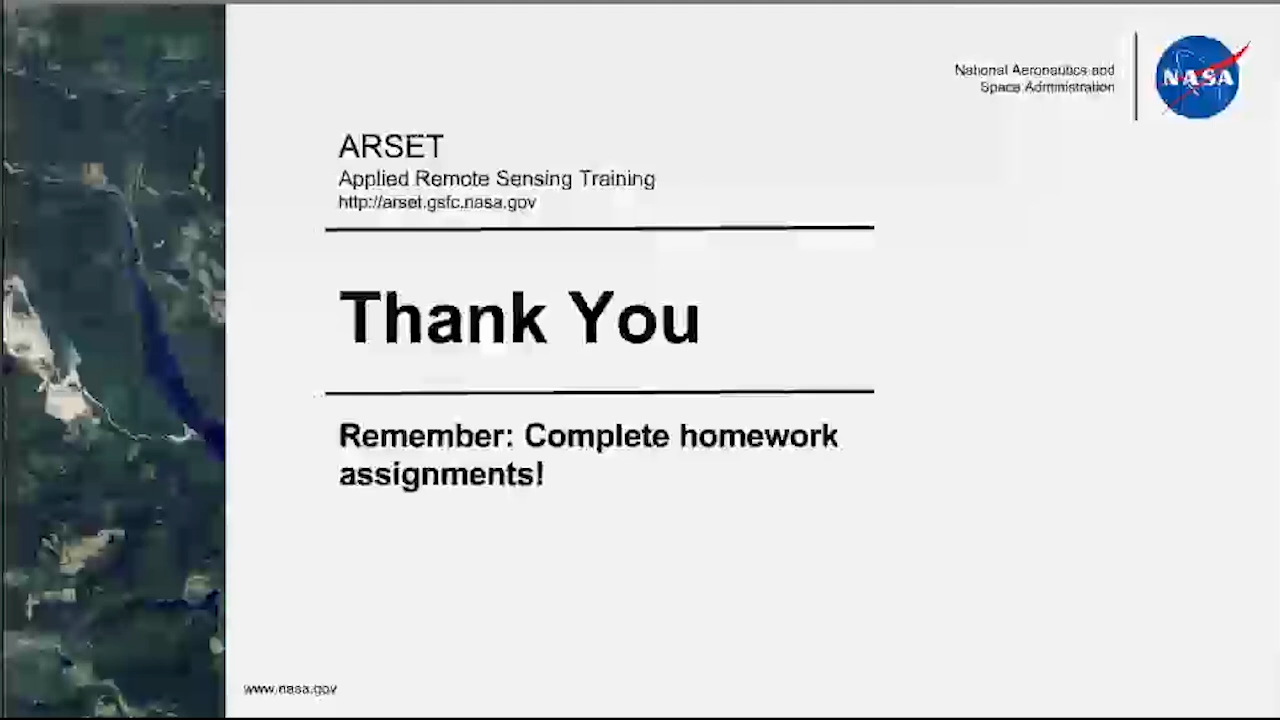 National Aeronautics and
Space Administration
NASA
ARSET
Applied Remote Sensing Training
http://arset.gsfc.nasa.gov
Thank You
Remember: Complete homework
assignments!
www.nasa.gov